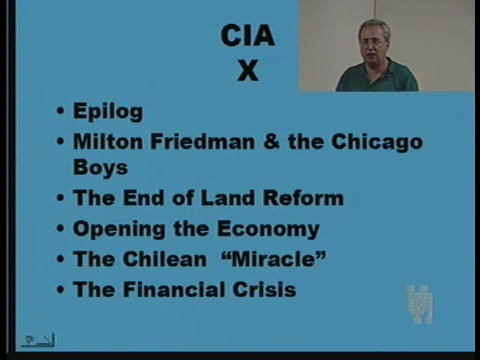 CIA
X
• Epilog
• Milton Friedman & the Chicago
Boys
• The End of Land Reform
• Opening the Economy
• The Chilean “Miracle”
• The Financial Crisis